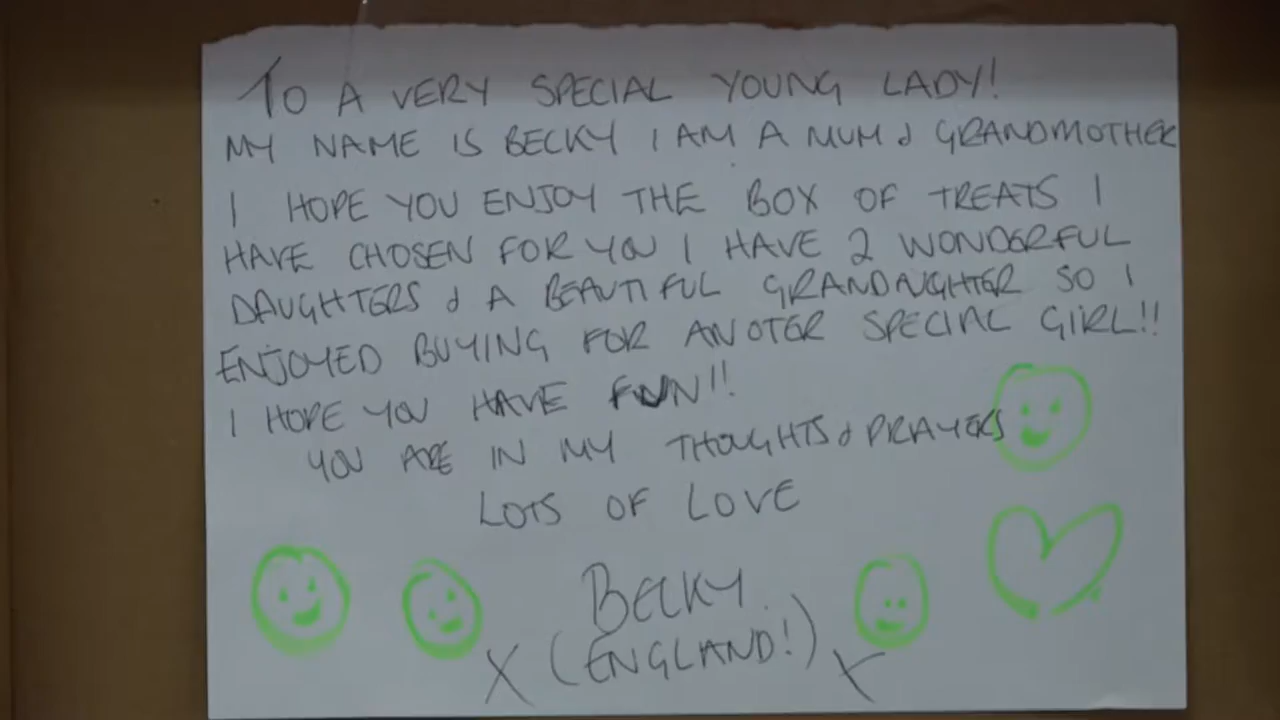 TO A VERY SPECIAL YOUNG LADY!
MY NAME IS BECKY I AM A MUM & GRANDMOTHER
I HOPE YOU ENJOY THE BOX OF TREATS I
HAVE CHOSEN FOR YOU I HAVE 2 WONDERFUL
DAUGHTERS & A BEAUTIFUL GRANDAUGHTER SO I
ENJOYED BUYING FOR ANOTER SPECIAL GIRL!!
I HOPE YOU HAVE FUN!!
YOU ARE IN MY THOUGHTS & PRAYERS
LOTS OF LOVE
BECKY
X (ENGLAND!) X